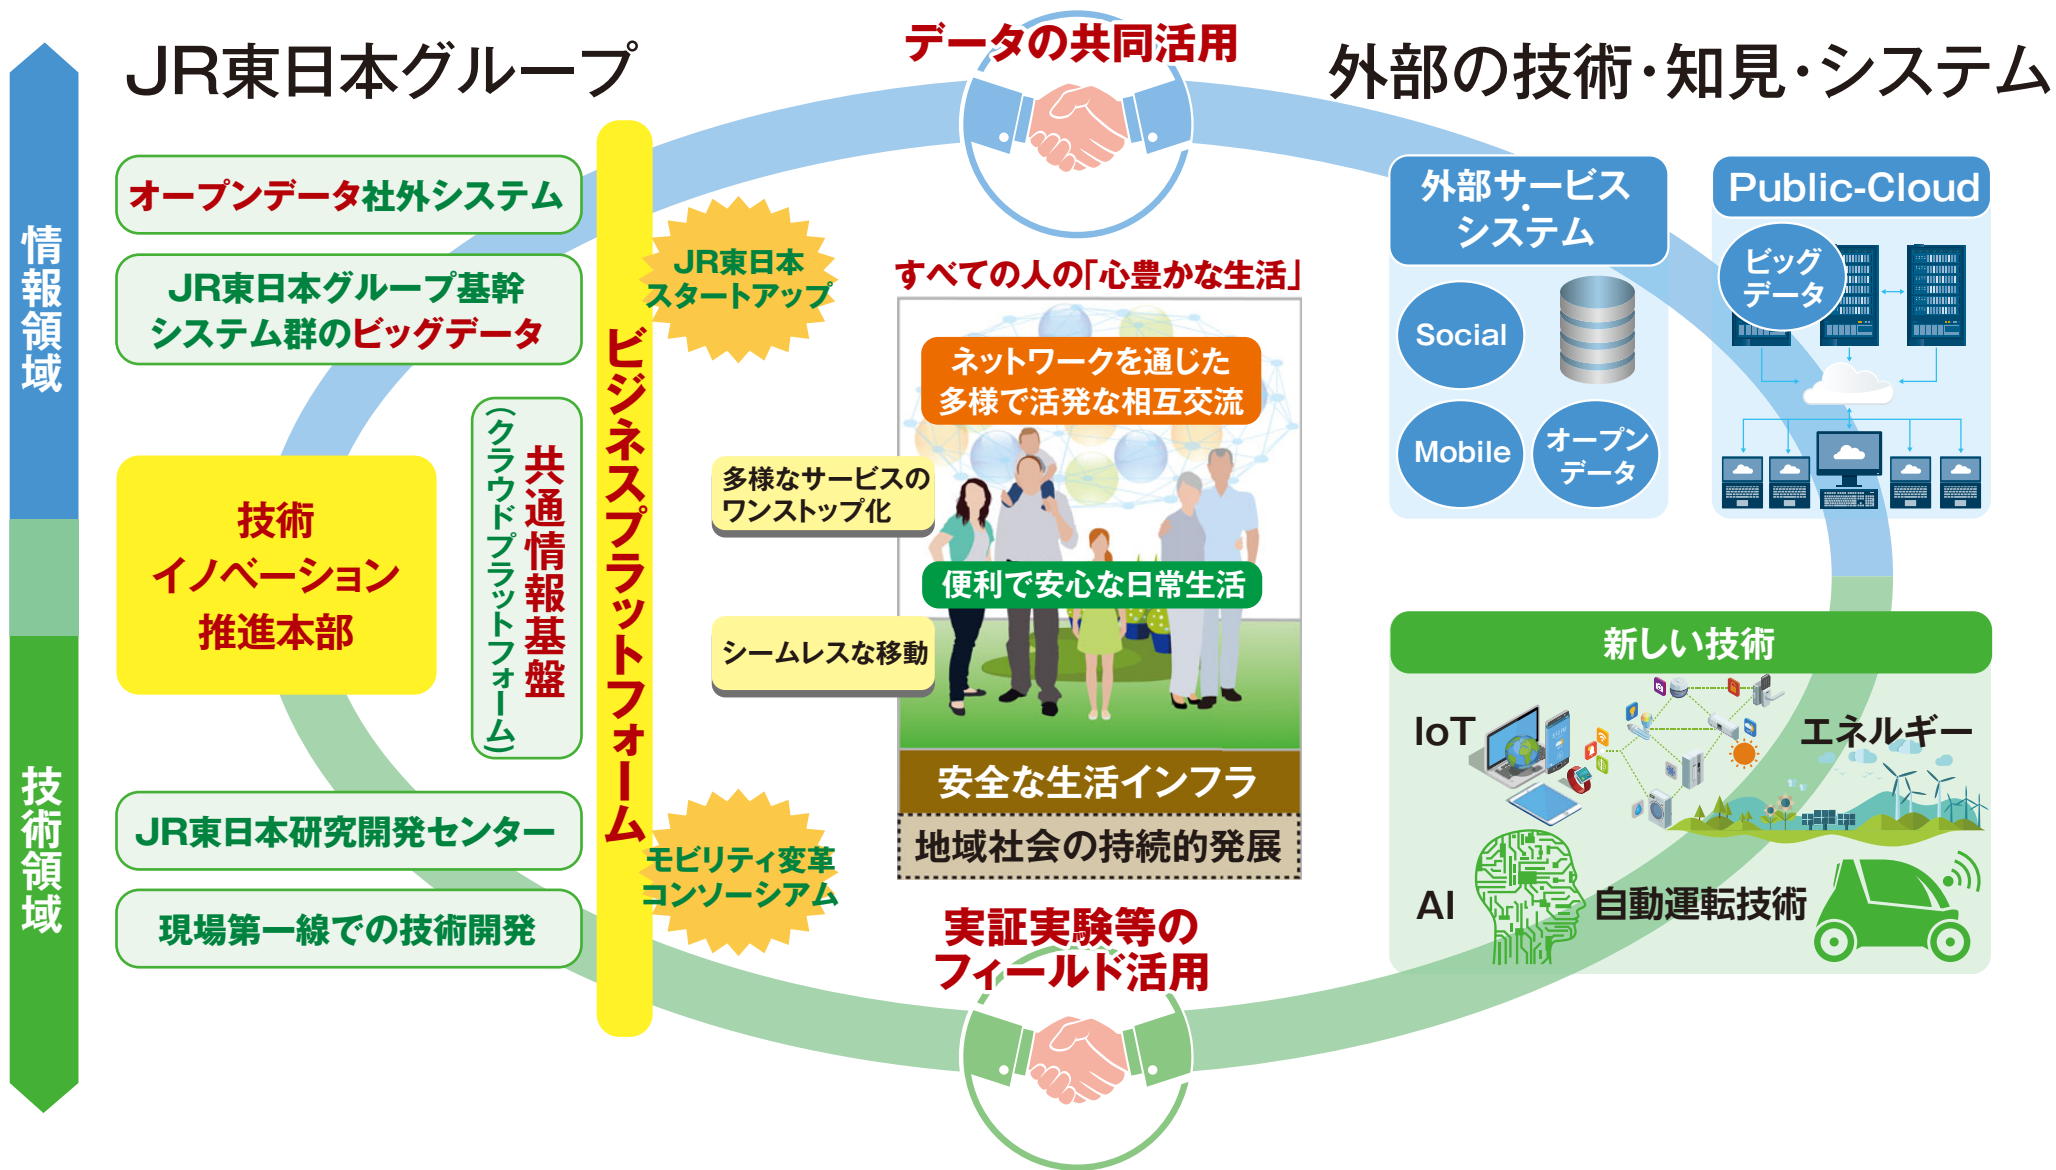 JR東日本グループ
データの共同活用
外部の技術・知見・システム
情報領域
技術領域
オープンデータ社外システム
JR東日本グループ基幹
システム群のビッグデータ
技術
イノベーション
推進本部
共通情報基盤
(クラウドプラットフォーム)
JR東日本研究開発センター
現場第一線での技術開発
ビジネスプラットフォーム
JR東日本
スタートアップ
モビリティ変革
コンソーシアム
すべての人の「心豊かな生活」
ネットワークを通じた
多様で活発な相互交流
多様なサービスの
ワンストップ化
便利で安心な日常生活
シームレスな移動
安全な生活インフラ
地域社会の持続的発展
実証実験等の
フィールド活用
外部サービス
・
システム
Social
Mobile
オープン
データ
Public-Cloud
ビッグ
データ
新しい技術
IoT
エネルギー
AI
自動運転技術